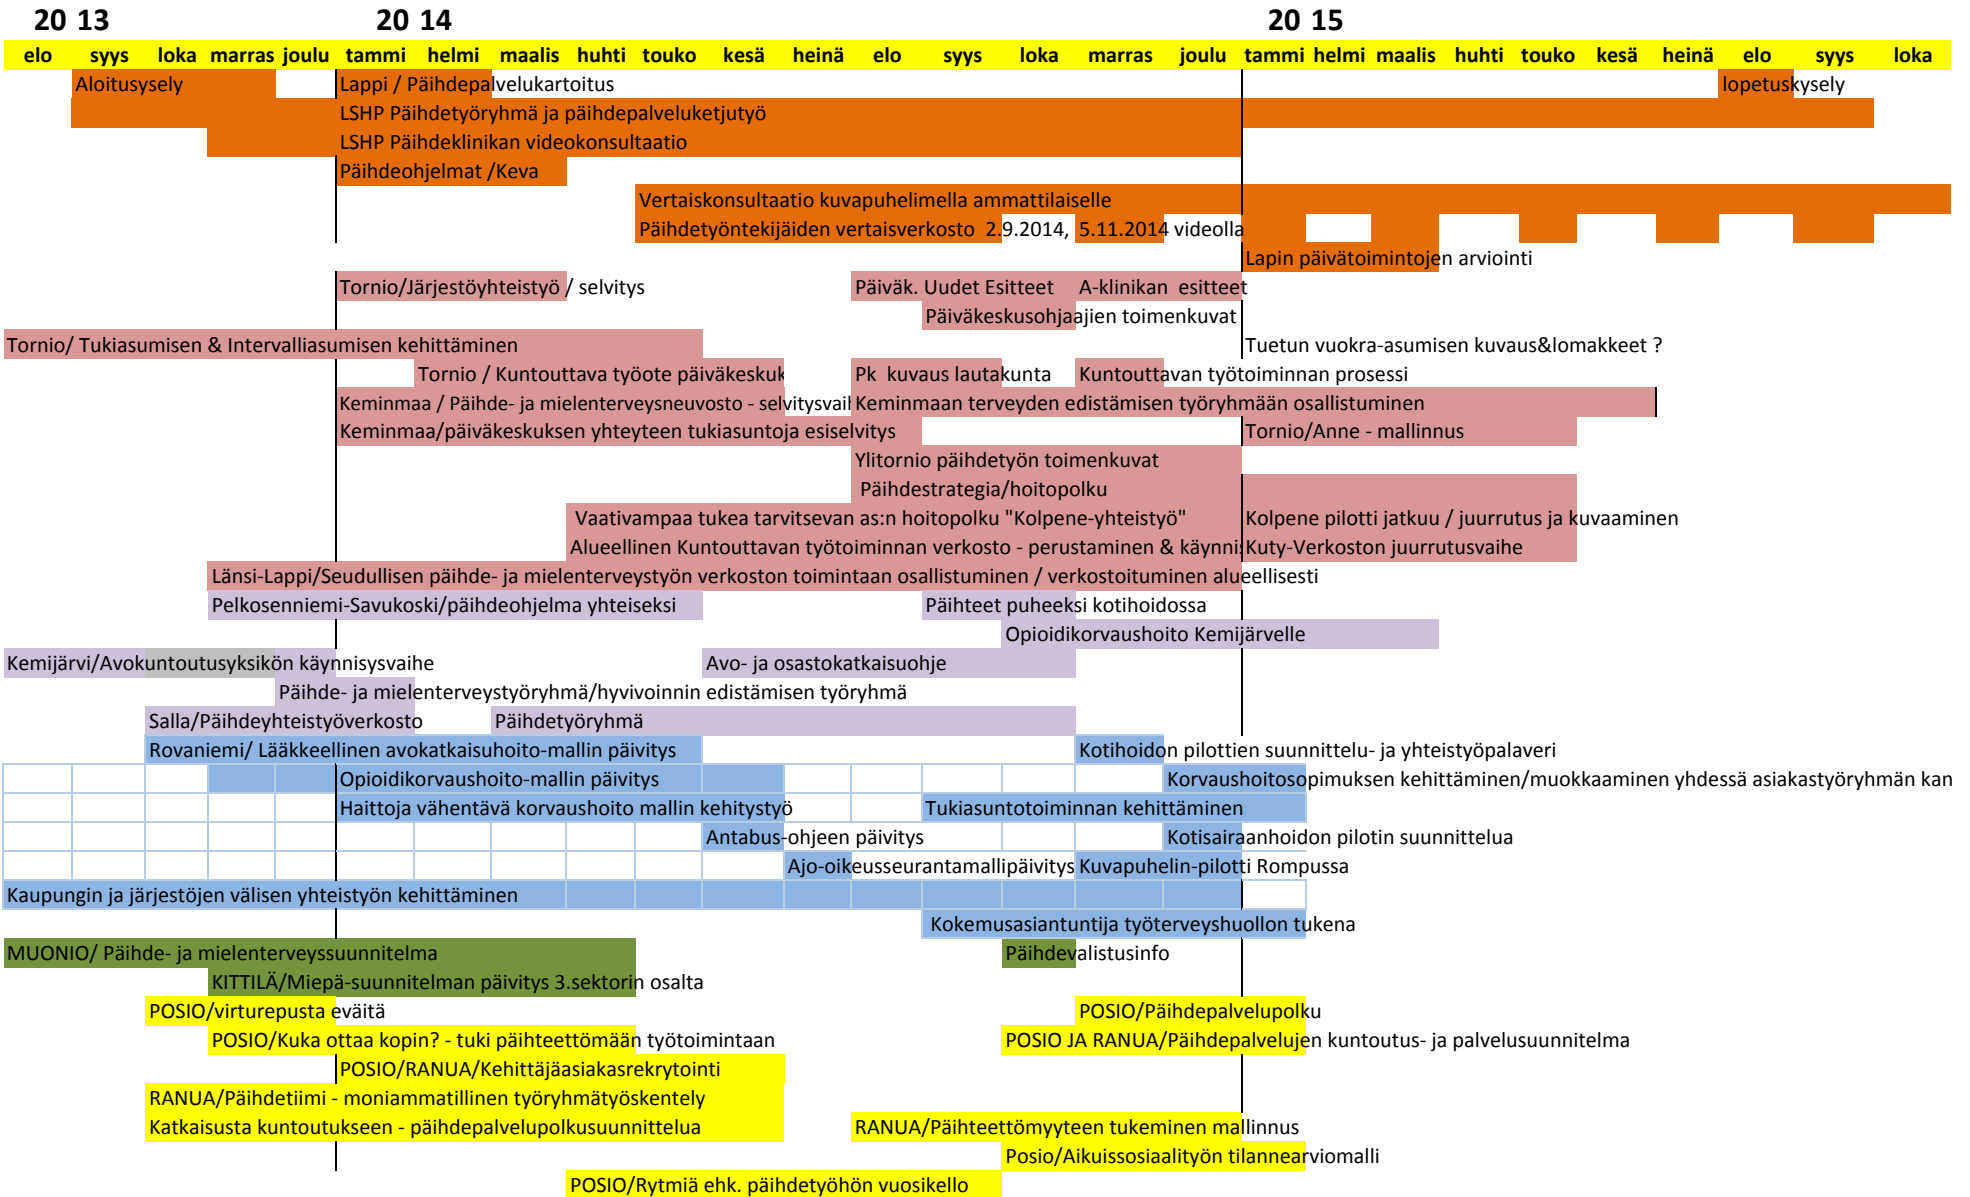 20 13 20 14 20 15
elo syys loka marras joulu tammi helmi maalis huhti touko kesä heinä elo syys loka marras joulu tammi helmi maalis huhti touko kesä heinä elo syys loka
Aloitusysely Lappi / Päihdepalvelukartoitus lopetuskysely
LSHP Päihdetyöryhmä ja päihdepalveluketjutyö
LSHP Päihdeklinikan videokonsultaatio
Päihdeohjelmat /Keva
Vertaiskonsultaatio kuvapuhelimella ammattilaiselle
Päihdetyöntekijäiden vertaisverkosto 2.9.2014, 5.11.2014 videolla
Lapin päivätoimintojen arviointi
Tornio/Järjestöyhteistyö / selvitys Päiväk. Uudet Esitteet A-klinikan esitteet
Päiväkeskusohjaajien toimenkuvat
Tornio/ Tukiasumisen & Intervalliasumisen kehittäminen Tuetun vuokra-asumisen kuvaus&lomakkeet ?
Tornio / Kuntouttava työote päiväkeskuk Pk kuvaus lautakunta Kuntouttavan työtoiminnan prosessi
Keminmaa / Päihde- ja mielenterveysneuvosto - selvitysvaih Keminmaan terveyden edistämisen työryhmään osallistuminen
Keminmaa/päiväkeskuksen yhteyteen tukiasuntoja esiselvitys Tornio/Anne - mallinnus
Ylitornio päihdetyön toimenkuvat
Päihdestrategia/hoitopolku
Vaativampaa tukea tarvitsevan as:n hoitopolku "Kolpene-yhteistyö" Kolpene pilotti jatkuu / juurrutus ja kuvaaminen
Alueellinen Kuntouttavan työtoiminnan verkosto - perustaminen & käynnis Kuty-Verkoston juurrutusvaihe
Länsi-Lappi/Seudullisen päihde- ja mielenterveystyön verkoston toimintaan osallistuminen / verkostoituminen alueellisesti
Pelkosenniemi-Savukoski/päihdeohjelma yhteiseksi Päihteet puheeksi kotihoidossa
Opioidikorvaushoito Kemijärvelle
Kemijärvi/Avokuntoutusyksikön käynnisysvaihe Avo- ja osastokatkaisuohje
Päihde- ja mielenterveystyöryhmä/hyvivoinnin edistämisen työryhmä
Salla/Päihdeyhteistyöverkosto Päihdetyöryhmä
Rovaniemi/ Lääkkeellinen avokatkaisuhoito-mallin päivitys Kotihoidon pilottien suunnittelu- ja yhteistyöpalaveri
Opioidikorvaushoito-mallin päivitys Korvaushoitosopimuksen kehittäminen/muokkaaminen yhdessä asiakastyöryhmän kan
Haittoja vähentävä korvaushoito mallin kehitystyö Tukiasuntotoiminnan kehittäminen
Antabus-ohjeen päivitys Kotisairaanhoidon pilotin suunnittelua
Ajo-oikeusseurantamallipäivitys Kuvapuhelin-pilotti Rompussa
Kaupungin ja järjestöjen välisen yhteistyön kehittäminen
Kokemusasiantuntija työterveyshuollon tukena
MUONIO/ Päihde- ja mielenterveyssuunnitelma Päihdevalistusinfo
KITTILÄ/Miepä-suunnitelman päivitys 3.sektorin osalta
POSIO/virturepusta eväitä POSIO/Päihdepalvelupolku
POSIO/Kuka ottaa kopin? - tuki päihteettömään työtoimintaan POSIO JA RANUA/Päihdepalvelujen kuntoutus- ja palvelusuunnitelma
POSIO/RANUA/Kehittäjäasiakasrekrytointi
RANUA/Päihdetiimi - moniammatillinen työryhmätyöskentely
Katkaisusta kuntoutukseen - päihdepalvelupolkusuunnittelua RANUA/Päihteettömyyteen tukeminen mallinnus
Posio/Aikuissosiaalityön tilannearviomalli
POSIO/Rytmiä ehk. päihdetyöhön vuosikello